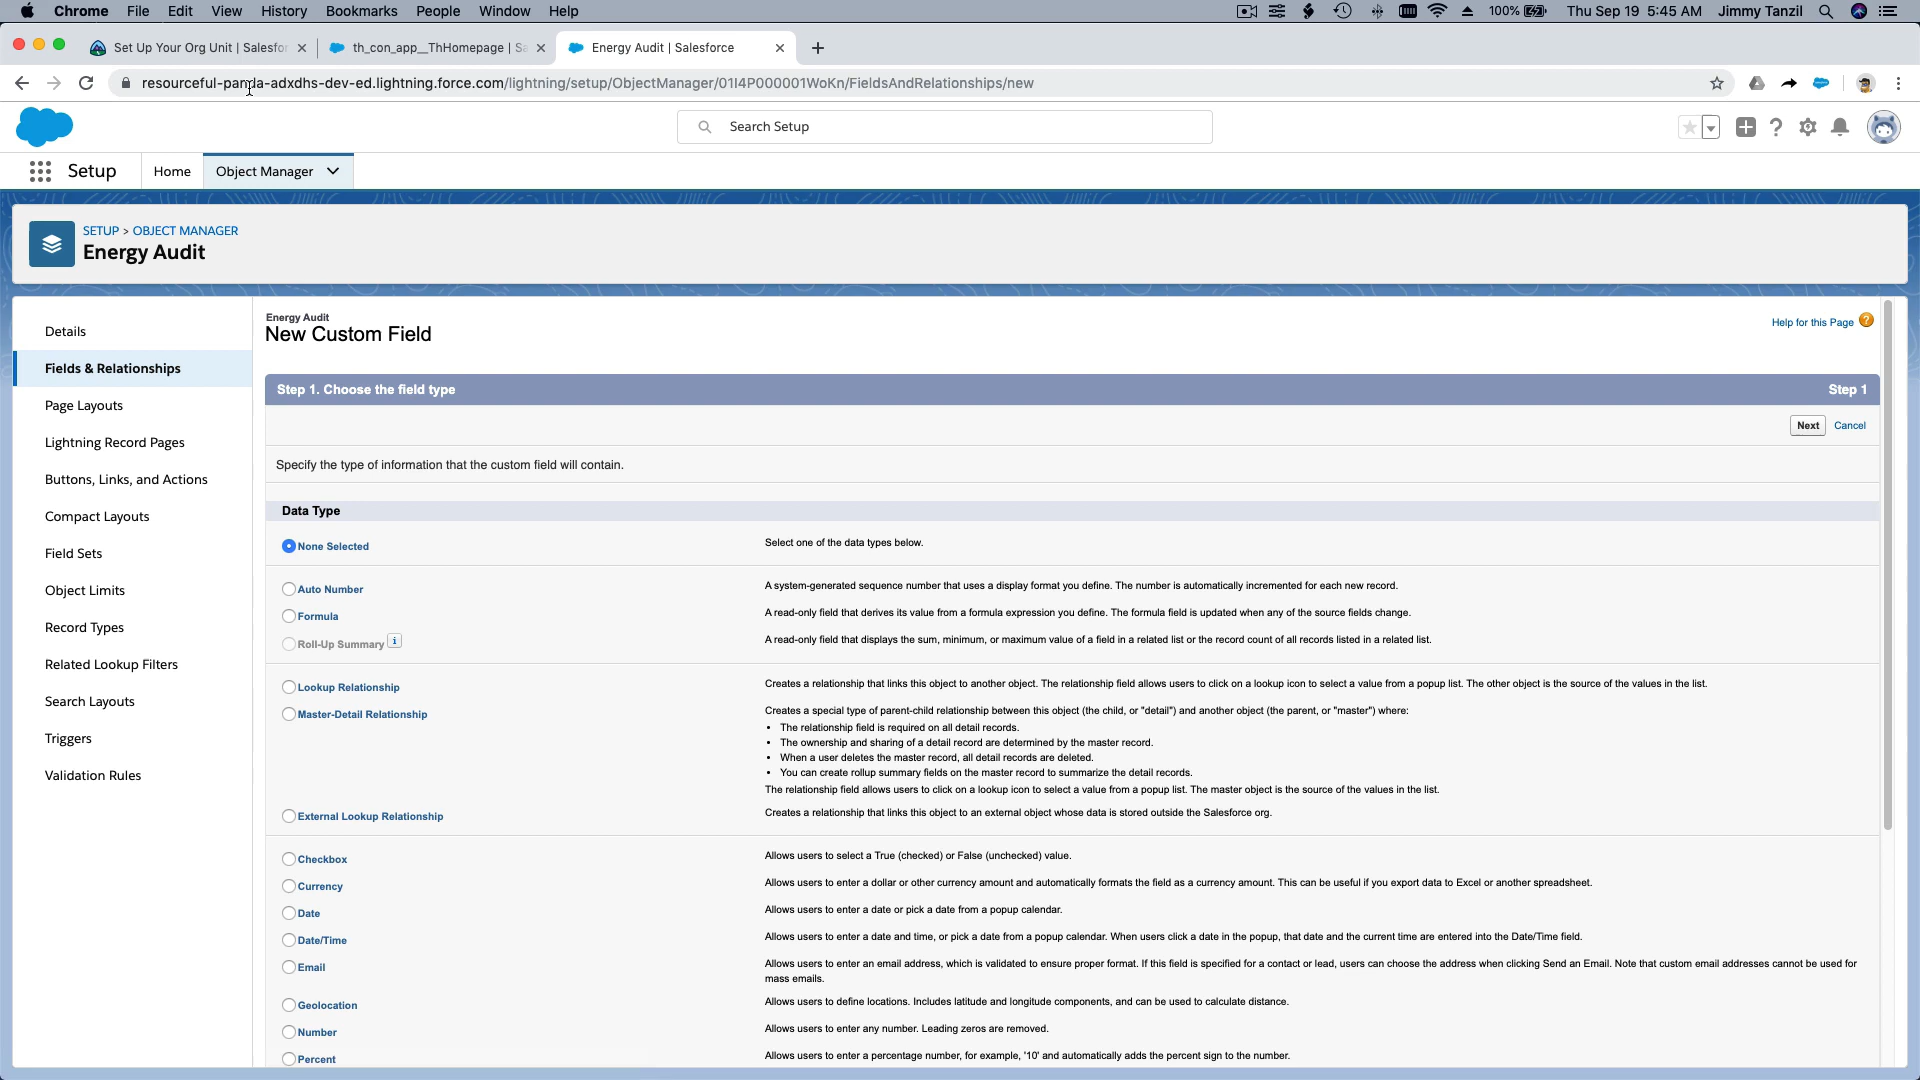 Chrome File Edit View History Bookmarks People Window Help 100% Thu Sep 19 5:45 AM Jimmy Tanzil
Set Up Your Org Unit | Salesfo th_con_app__ThHomepage | Sa Energy Audit | Salesforce
resourceful-panda-adxdhs-dev-ed.lightning.force.com/lightning/setup/ObjectManager/01I4P000001WoKn/FieldsAndRelationships/new
Search Setup
Setup Home Object Manager
SETUP > OBJECT MANAGER
Energy Audit
Details
Fields & Relationships
Page Layouts
Lightning Record Pages
Buttons, Links, and Actions
Compact Layouts
Field Sets
Object Limits
Record Types
Related Lookup Filters
Search Layouts
Triggers
Validation Rules
Energy Audit
New Custom Field
Help for this Page ?
Step 1. Choose the field type Step 1
Next Cancel
Specify the type of information that the custom field will contain.
Data Type
None Selected Select one of the data types below.
Auto Number A system-generated sequence number that uses a display format you define. The number is automatically incremented for each new record.
Formula A read-only field that derives its value from a formula expression you define. The formula field is updated when any of the source fields change.
Roll-Up Summary i A read-only field that displays the sum, minimum, or maximum value of a field in a related list or the record count of all records listed in a related list.
Lookup Relationship Creates a relationship that links this object to another object. The relationship field allows users to click on a lookup icon to select a value from a popup list. The other object is the source of the values in the list.
Master-Detail Relationship Creates a special type of parent-child relationship between this object (the child, or "detail") and another object (the parent, or "master") where:
• The relationship field is required on all detail records.
• The ownership and sharing of a detail record are determined by the master record.
• When a user deletes the master record, all detail records are deleted.
• You can create rollup summary fields on the master record to summarize the detail records.
The relationship field allows users to click on a lookup icon to select a value from a popup list. The master object is the source of the values in the list.
External Lookup Relationship Creates a relationship that links this object to an external object whose data is stored outside the Salesforce org.
Checkbox Allows users to select a True (checked) or False (unchecked) value.
Currency Allows users to enter a dollar or other currency amount and automatically formats the field as a currency amount. This can be useful if you export data to Excel or another spreadsheet.
Date Allows users to enter a date or pick a date from a popup calendar.
Date/Time Allows users to enter a date and time, or pick a date from a popup calendar. When users click a date in the popup, that date and the current time are entered into the Date/Time field.
Email Allows users to enter an email address, which is validated to ensure proper format. If this field is specified for a contact or lead, users can choose the address when clicking Send an Email. Note that custom email addresses cannot be used for
mass emails.
Geolocation Allows users to define locations. Includes latitude and longitude components, and can be used to calculate distance.
Number Allows users to enter any number. Leading zeros are removed.
Percent Allows users to enter a percentage number, for example, '10' and automatically adds the percent sign to the number.